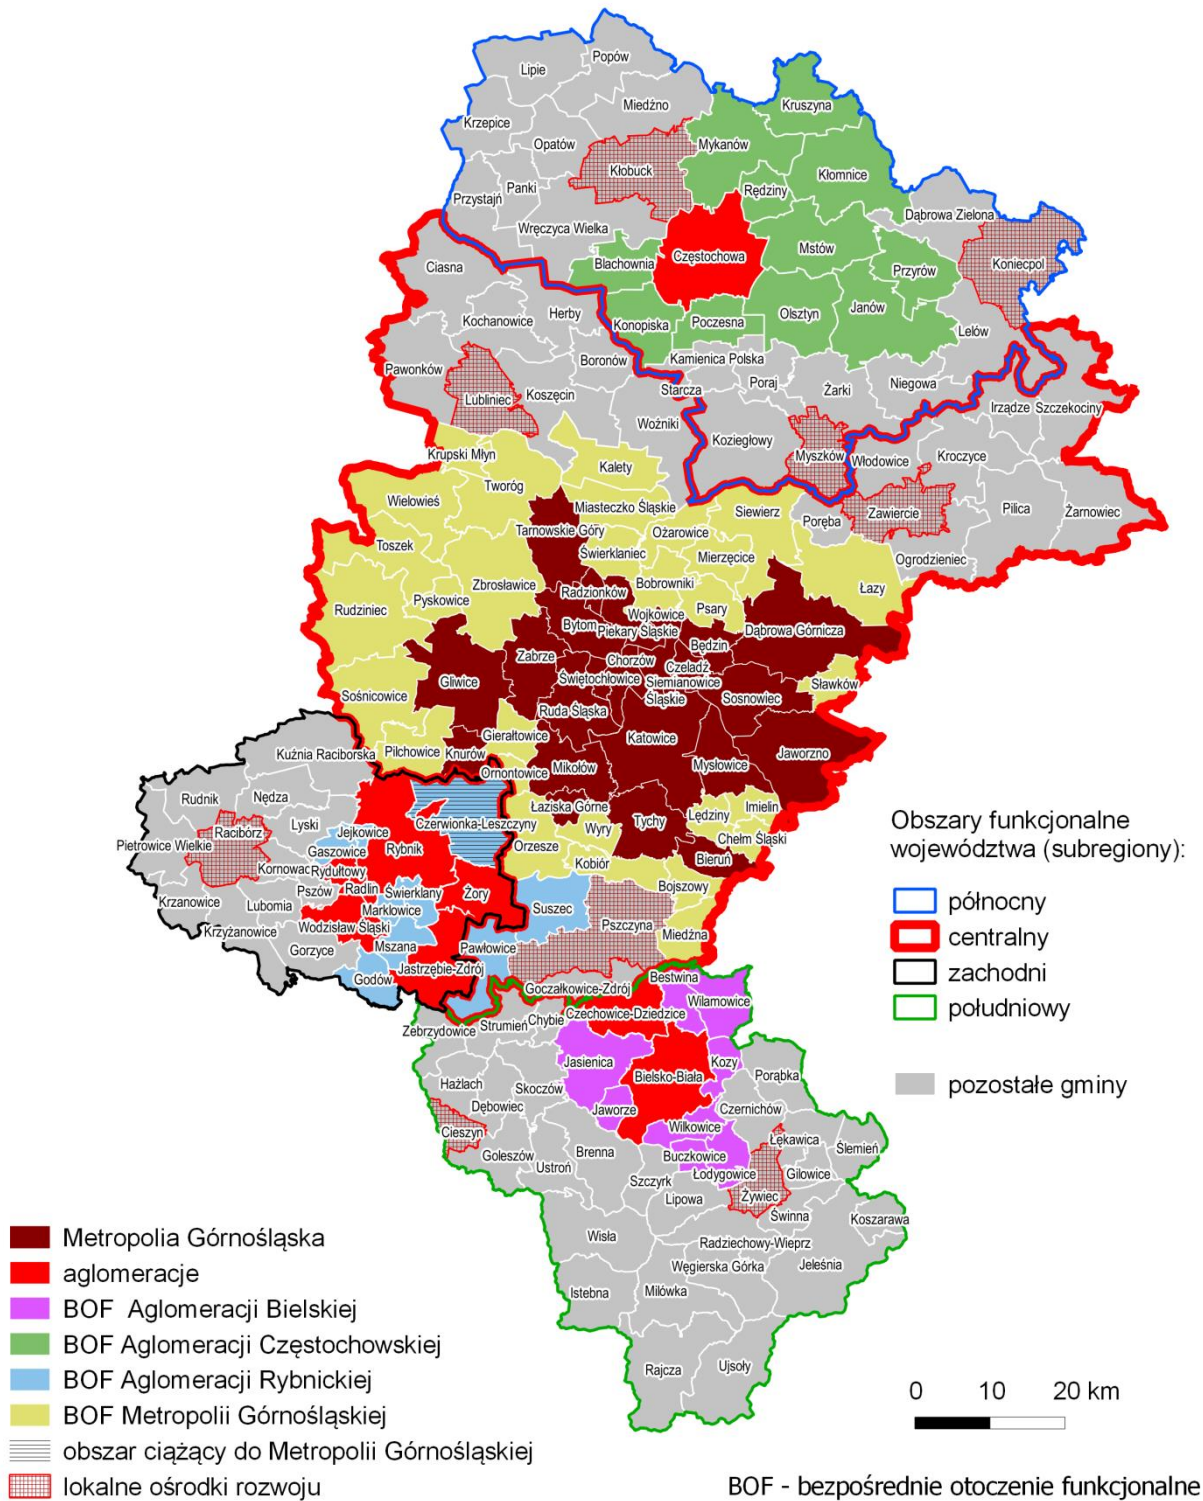 Popów
Lipie
Miedźno
Kruszyna
Krzepice
Opatów
Mykanów
Kłobuck
Kłomnice
Panki
Rędziny
Przystajń
Dąbrowa Zielona
Wręczyca Wielka
Mstów
Częstochowa
Koniecpol
Blachownia
Ciasna
Przyrów
Janów
Herby
Olsztyn
Kochanowice
Konopiska
Poczesna
Lelów
Boronów
Kamienica Polska
Pawonków
Poraj
Niegowa
Żarki
Starcza
Koszęcin
Lubliniec
Irządze
Szczekociny
Woźniki
Koziegłowy
Krupski Młyn
Myszków
Włodowice
Kroczyce
Kalety
Tworóg
Wielowieś
Miasteczko Śląskie
Siewierz
Zawiercie
Pilica
Żarnowiec
Poręba
Tarnowskie Góry
Ożarowice
Toszek
Świerklaniec
Mierzęcice
Ogrodzieniec
Zbrosławice
Bobrowniki
Łazy
Radzionków
Pyskowice
Rudziniec
Psary
Wojkowice
Bytom
Piekary Śląskie
Dąbrowa Górnicza
Będzin
Zabrze
Chorzów
Czeladź
Gliwice
Świętochłowice
Siemianowice
Śląskie
Sławków
Sośnicowice
Sosnowiec
Ruda Śląska
Gierałtowice
Katowice
Pilchowice
Knurów
Jaworzno
Kuźnia Raciborska
Mikołów
Mysłowice
Ornontowice
Rudnik
Nędza
Łaziska Górne
Imielin
Lędziny
Lyski
Czerwionka-Leszczyny
Tychy
Racibórz
Jejkowice
Wyry
Chełm Śląski
Pietrowice Wielkie
Gaszowice
Rybnik
Orzesze
Kobiór
Bieruń
Kornowac
Rydułtowy
Pszów
Radlin
Świerklany
Żory
Bojszowy
Krzanowice
Lubomia
Marklowice
Suszec
Wodzisław Śląski
Pszczyna
Krzyżanowice
Miedźna
Gorzyce
Mszana
Pawłowice
Jastrzębie-Zdrój
Godów
Bestwina
Goczałkowice-Zdrój
Wilamowice
Czechowice-Dziedzice
Chybie
Strumień
Zebrzydowice
Jasienica
Kozy
Bielsko-Biała
Porąbka
Hażlach
Skoczów
Dębowiec
Jaworze
Czernichów
Cieszyn
Wilkowice
Łękawica
Ślemień
Brenna
Buczkowice
Goleszów
Ustroń
Łodygowice
Gilowice
Szczyrk
Lipowa
Żywiec
Świnna
Koszarawa
Wisła
Radziechowy-Wieprz
Węgierska Górka
Jeleśnia
Istebna
Milówka
Rajcza
Ujsoły
Obszary funkcjonalne
województwa (subregiony):
północny
centralny
zachodni
południowy
pozostałe gminy
Metropolia Górnośląska
aglomeracje
BOF Aglomeracji Bielskiej
BOF Aglomeracji Częstochowskiej
BOF Aglomeracji Rybnickiej
BOF Metropolii Górnośląskiej
obszar ciążący do Metropolii Górnośląskiej
lokalne ośrodki rozwoju
0 10 20 km
BOF - bezpośrednie otoczenie funkcjonalne